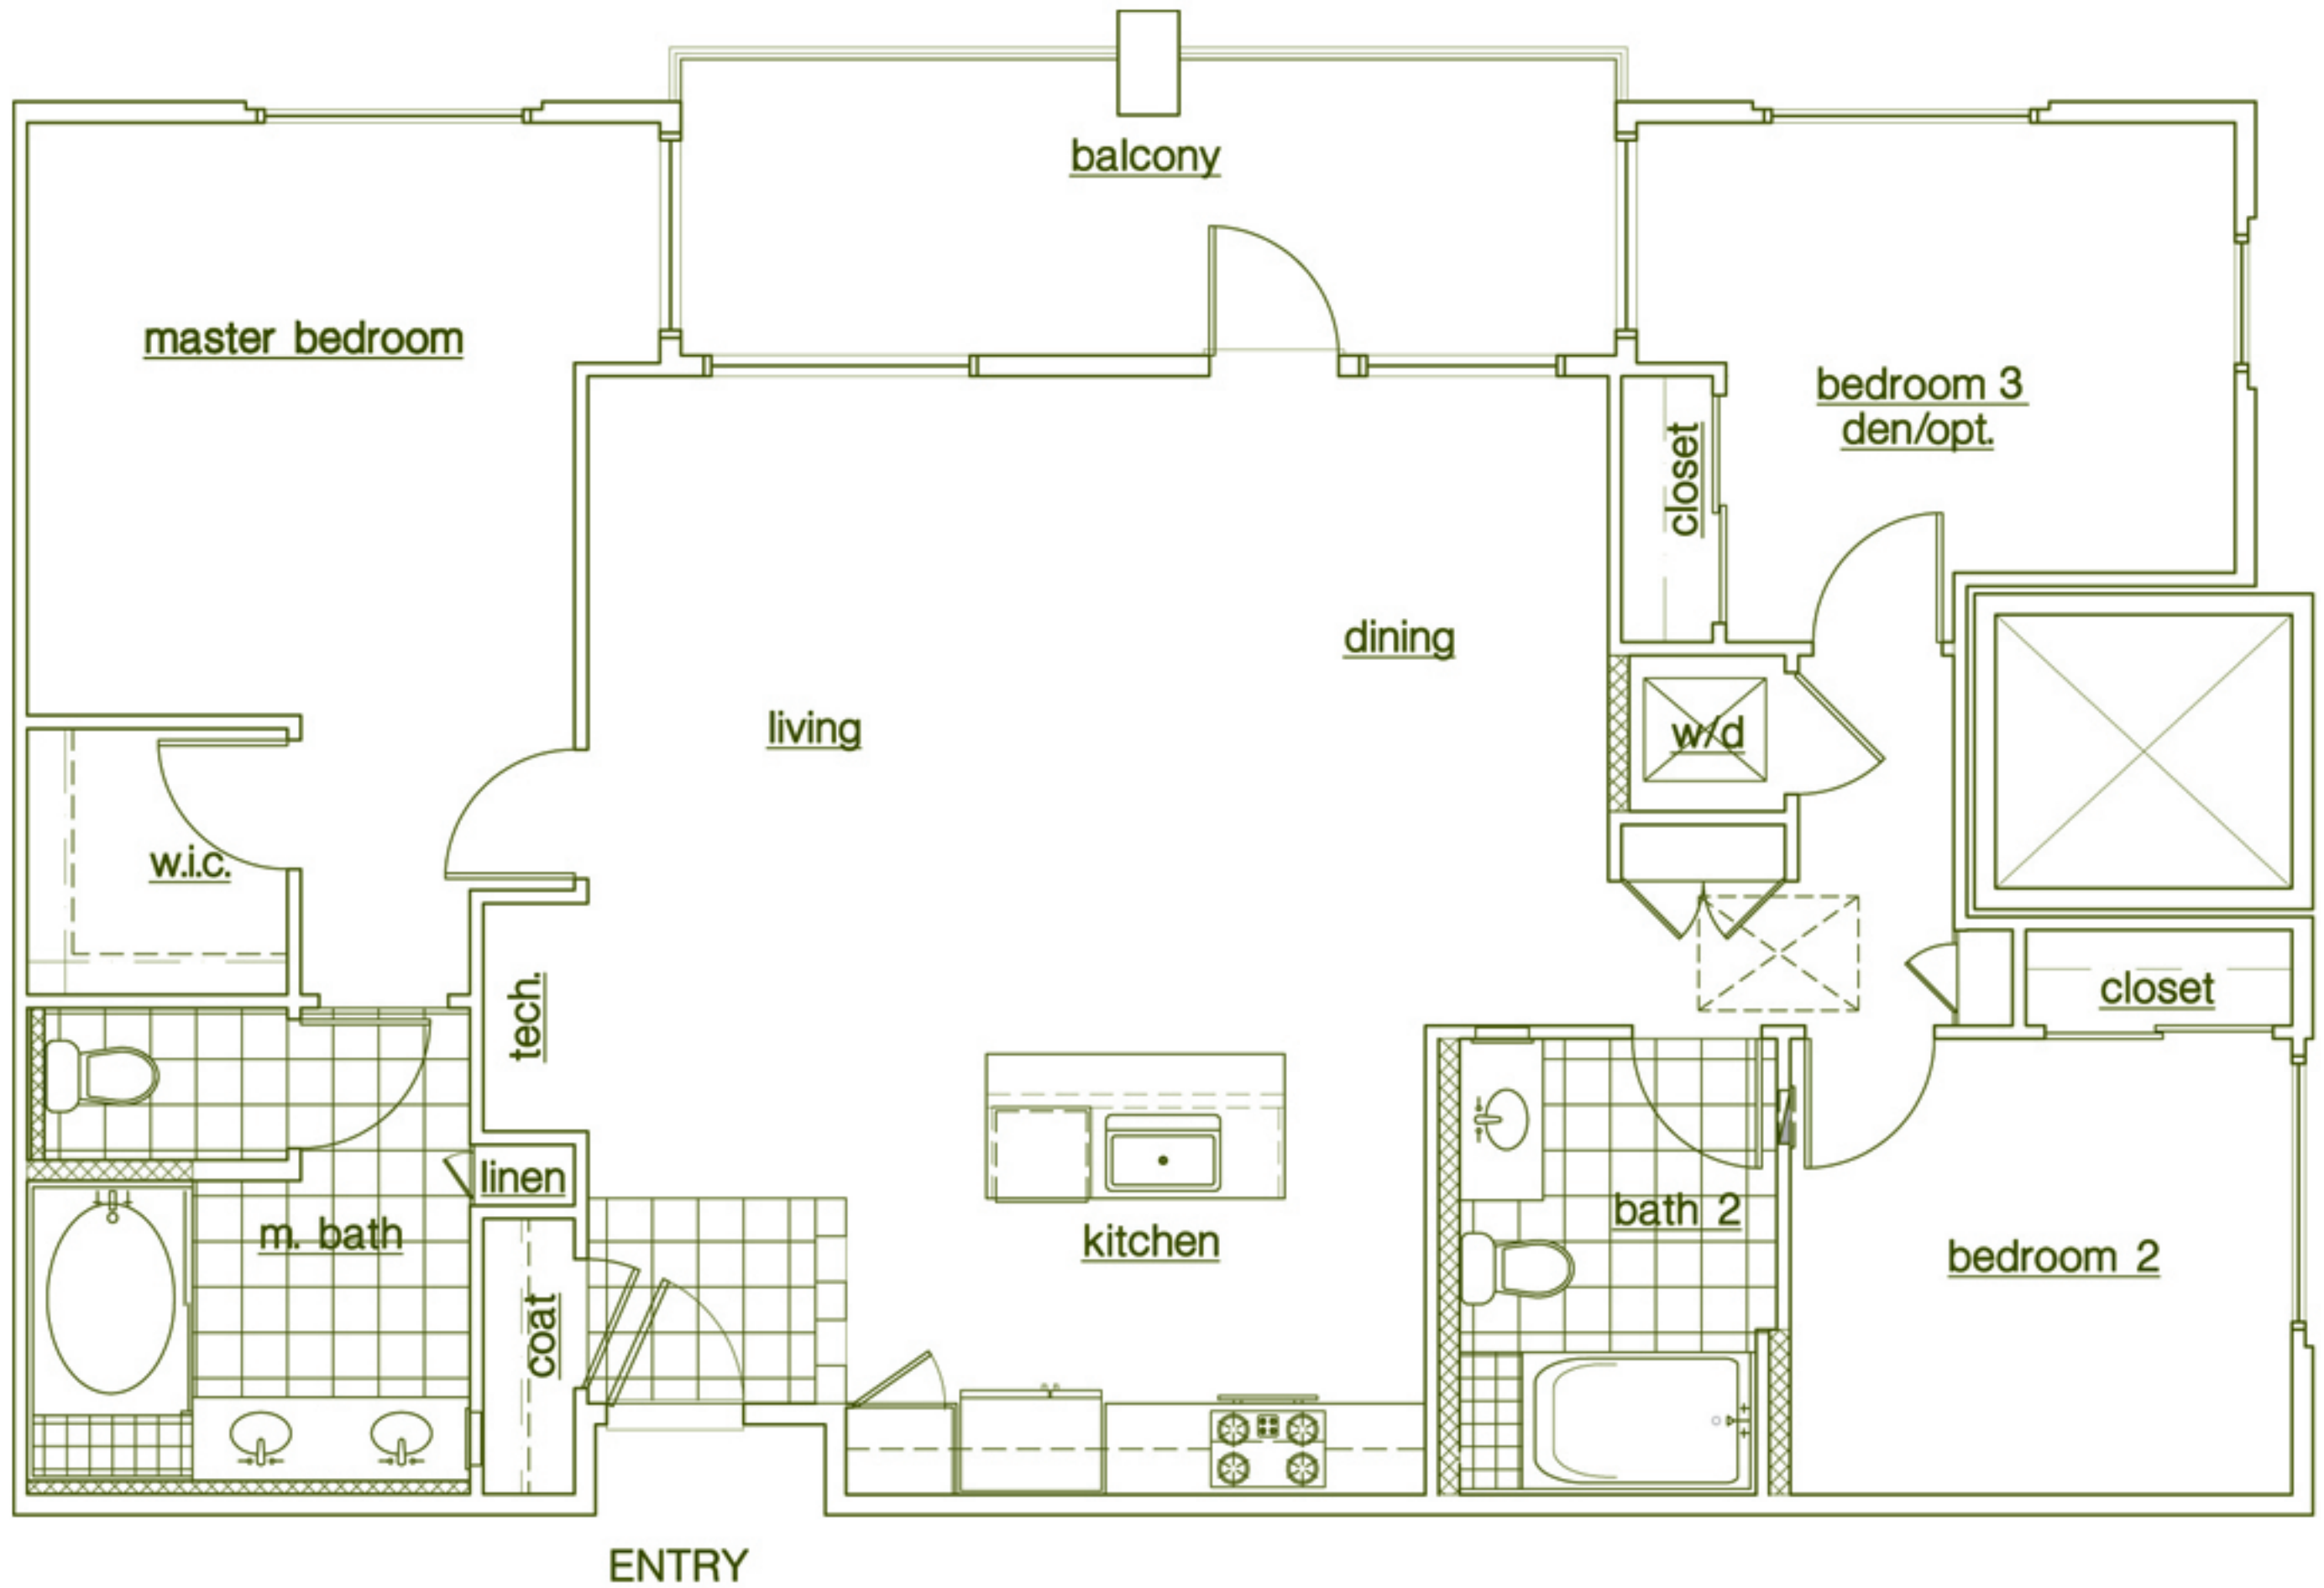 balcony
master bedroom
bedroom 3
den/opt.
closet
dining
living
w/d
w.i.c.
tech.
closet
linen
m. bath
kitchen
bath 2
bedroom 2
coat
ENTRY